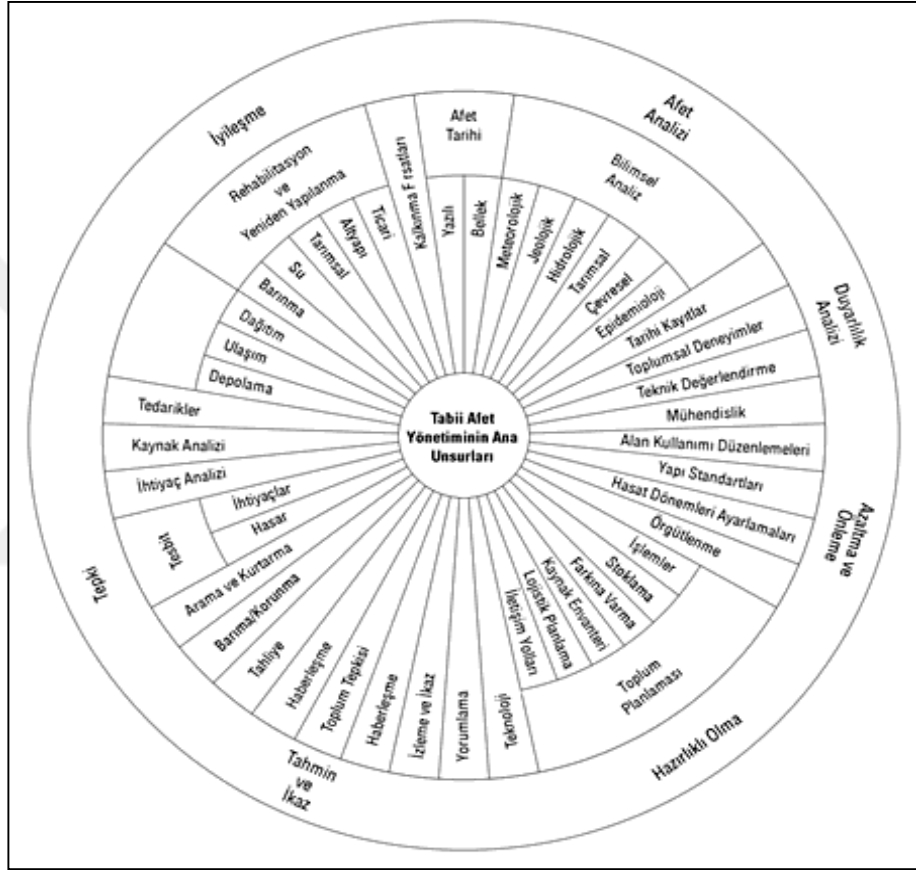 Tabii Afet
Yönetiminin Ana
Unsurları
Afet
Analizi
Duyarlılık
Analizi
Azaltma ve
Önleme
Hazırlıklı Olma
Tahmin
ve
İkaz
Tepki
İyileşme
Afet
Tarihi
Yazılı
Bellek
Bilimsel
Analiz
Meteorolojik
Jeolojik
Hidrolojik
Tarımsal
Çevresel
Epidemioloji
Tarihi Kayıtlar
Toplumsal Deneyimler
Teknik Değerlendirme
Mühendislik
Alan Kullanımı Düzenlemeleri
Yapı Standartları
Hasat Dönemleri Ayarlamaları
Örgütlenme
İşlemler
Stoklama
Farkına Varma
Kaynak Envanteri
Lojistik Planlama
İletişim Yolları
Toplum
Planlaması
Teknoloji
Yorumlama
İzleme ve İkaz
Haberleşme
Toplum Tepkisi
Haberleşme
Tahliye
Barıma/Korunma
Arama ve Kurtarma
Tesbit
Hasar
İhtiyaçlar
İhtiyaç Analizi
Kaynak Analizi
Tedarikler
Depolama
Ulaşım
Dağıtım
Barınma
Su
Tarımsal
Altyapı
Ticari
Rehabilitasyon
ve
Yeniden Yapılanma
Kalkınma Fırsatları